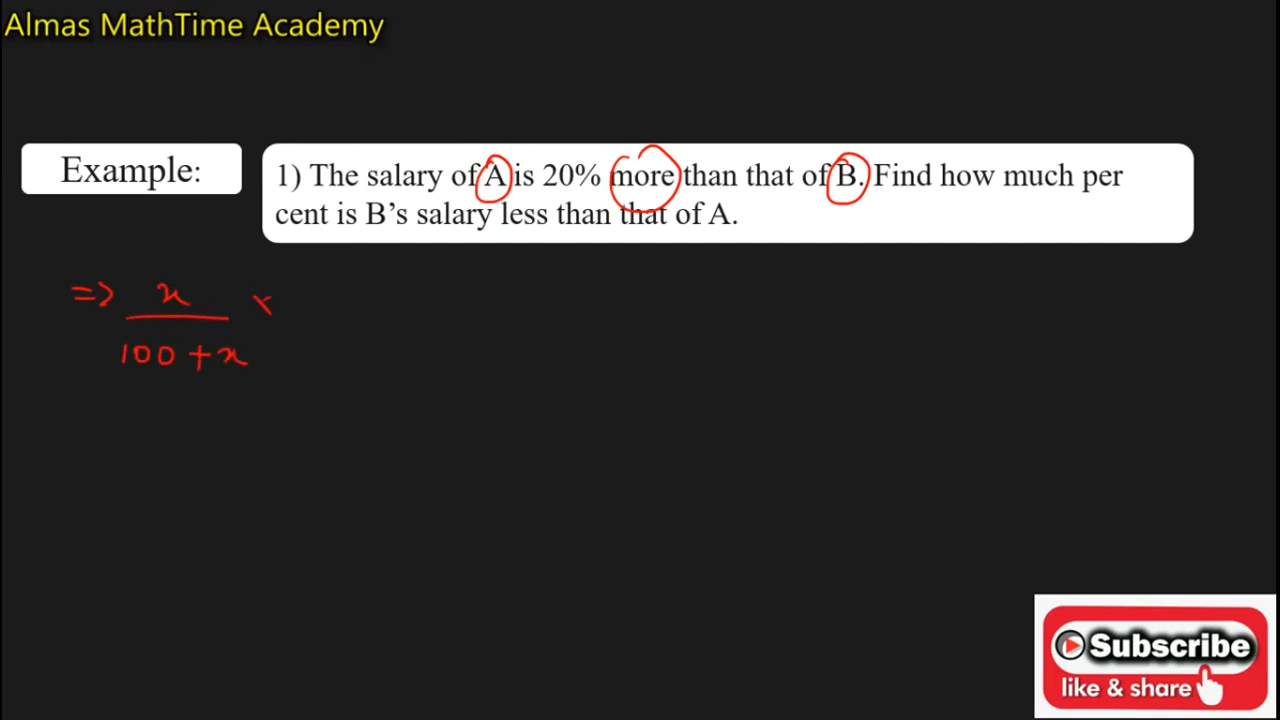 Almas MathTime Academy
Example:
1) The salary of A is 20% more than that of B. Find how much per
cent is B’s salary less than that of A.
=> x ×
100 + x
Subscribe
like & share